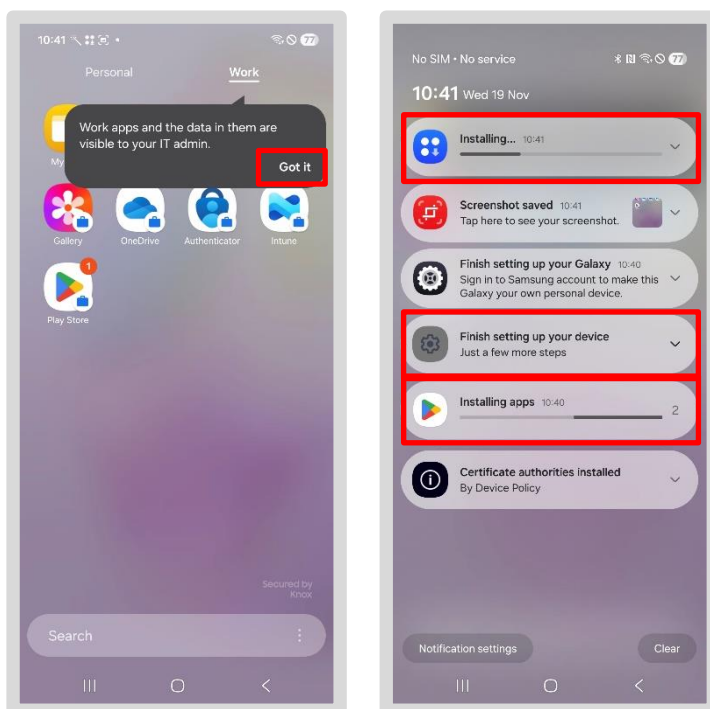 10:41
77
Personal Work
Work apps and the data in them are
visible to your IT admin.
Got it
My
Gallery OneDrive Authenticator Intune
1
Play Store
Secured by
Knox
Search
No SIM • No service
77
10:41 Wed 19 Nov
Installing... 10:41
Screenshot saved 10:41
Tap here to see your screenshot.
Finish setting up your Galaxy 10:40
Sign in to Samsung account to make this
Galaxy your own personal device.
Finish setting up your device
Just a few more steps
Installing apps 10:40
2
Certificate authorities installed
By Device Policy
Notification settings Clear